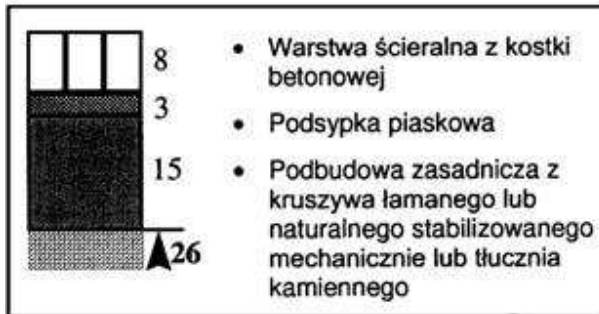 8
3
15
26
• Warstwa ścieralna z kostki
betonowej
• Podsypka piaskowa
• Podbudowa zasadnicza z
kruszywa łamanego lub
naturalnego stabilizowanego
mechanicznie lub tłucznia
kamiennego